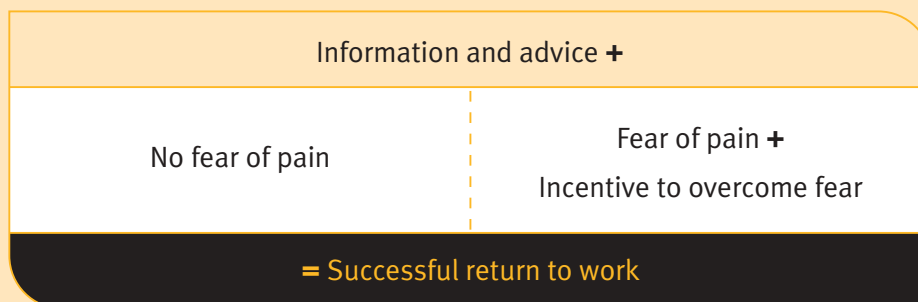 Information and advice +
No fear of pain
Fear of pain +
Incentive to overcome fear
= Successful return to work